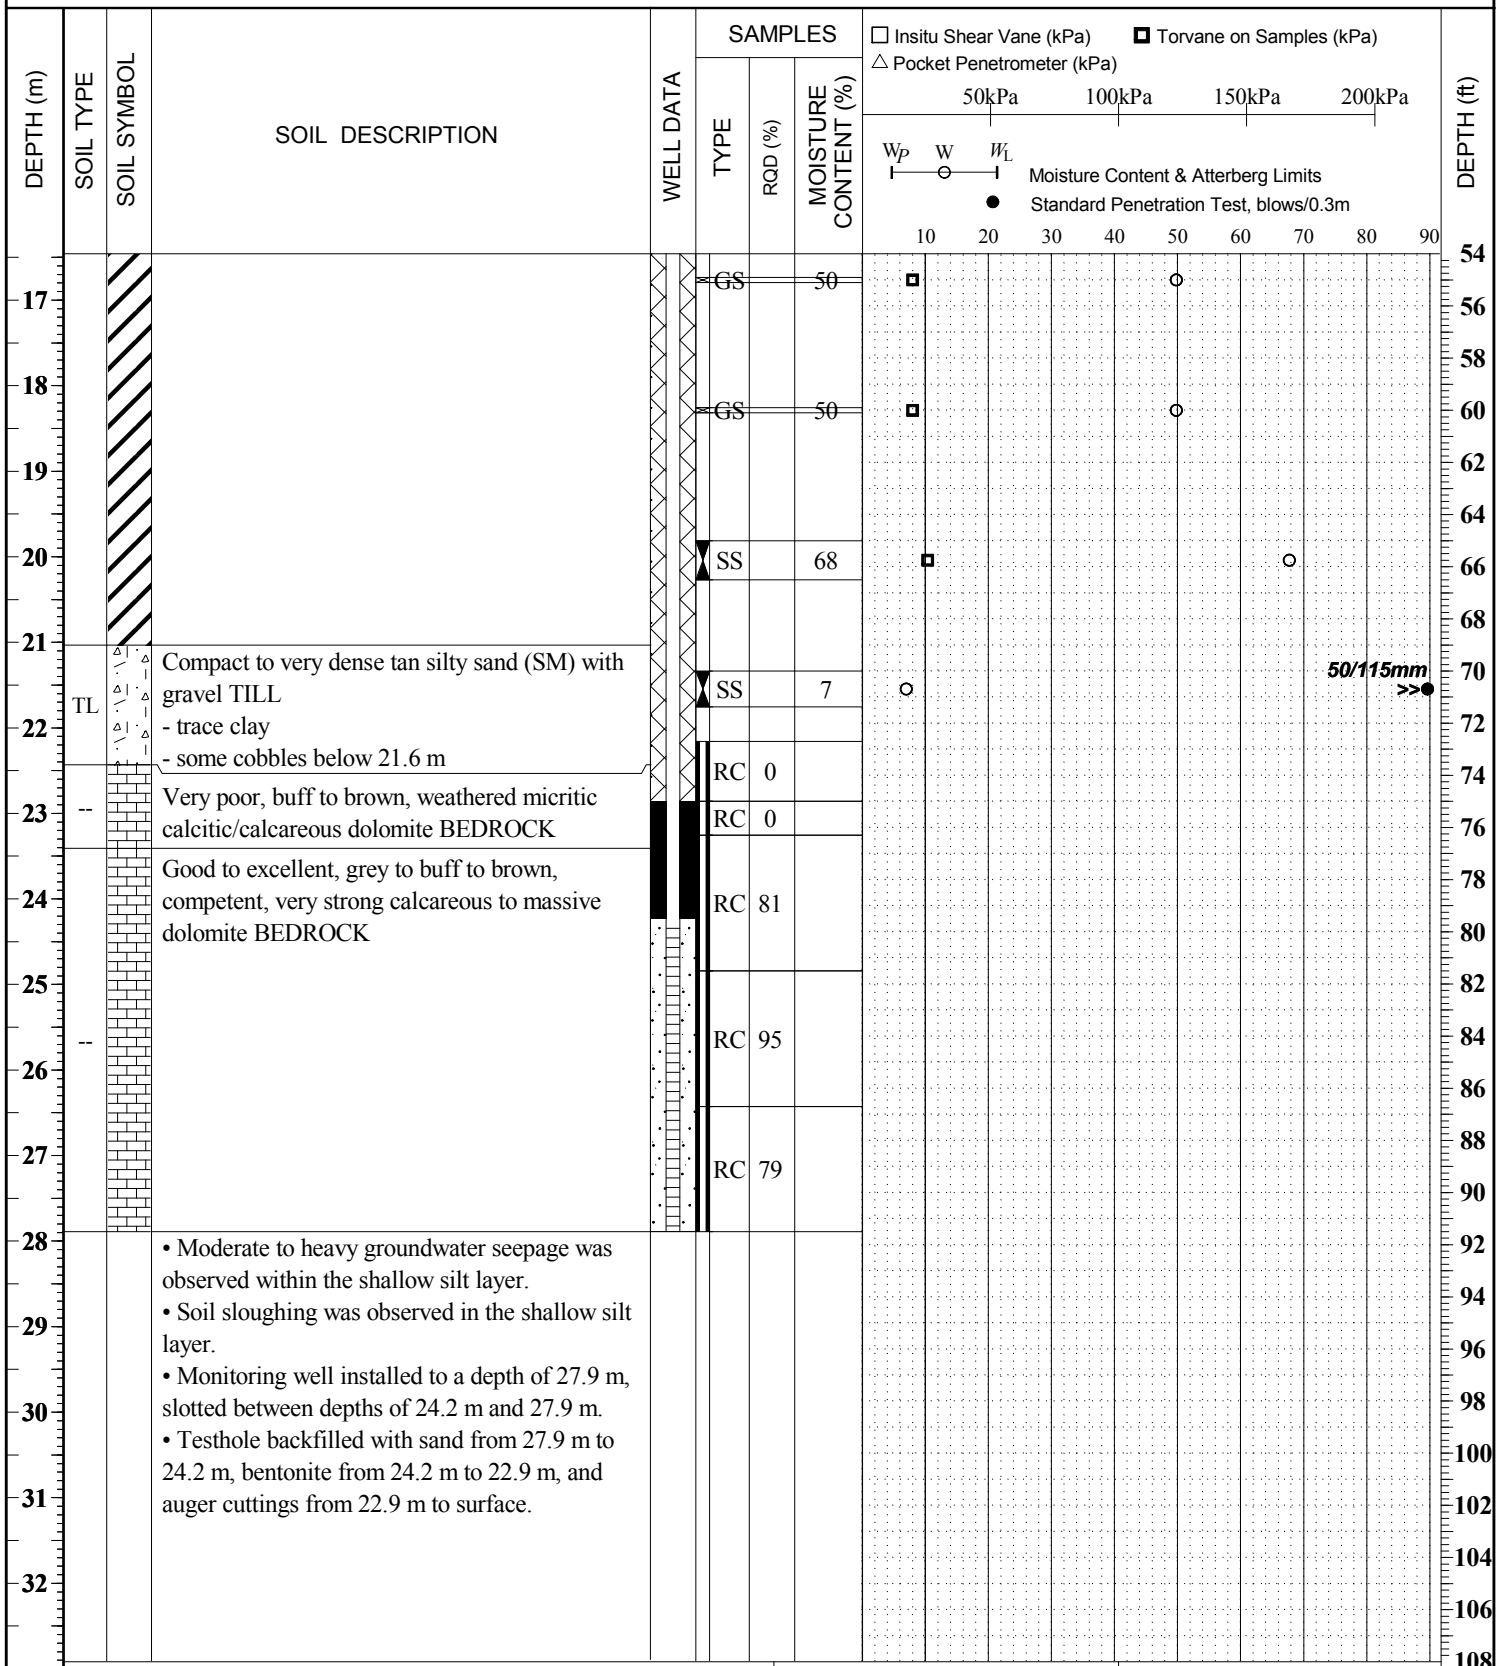 DEPTH (m)
SOIL TYPE
SOIL SYMBOL
SOIL DESCRIPTION
WELL DATA
SAMPLES
TYPE
RQD (%)
MOISTURE
CONTENT (%)
Insitu Shear Vane (kPa) Torvane on Samples (kPa)
Pocket Penetrometer (kPa)
50kPa 100kPa 150kPa 200kPa
WP W WL
Moisture Content & Atterberg Limits
Standard Penetration Test, blows/0.3m
10 20 30 40 50 60 70 80 90
DEPTH (ft)
54
GS 50
17 56
58
18
GS 50 60
19 62
64
20 SS 68 66
68
21
TL
Compact to very dense tan silty sand (SM) with
gravel TILL
- trace clay
- some cobbles below 21.6 m
SS 7
50/115mm
>>
70
22 72
RC 0
74
--
Very poor, buff to brown, weathered micritic
calcitic/calcareous dolomite BEDROCK
23 RC 0
76
Good to excellent, grey to buff to brown,
competent, very strong calcareous to massive
dolomite BEDROCK
78
24 RC 81
80
25 82
-- RC 95 84
26
86
88
27 RC 79
90
28 92
• Moderate to heavy groundwater seepage was
observed within the shallow silt layer.
• Soil sloughing was observed in the shallow silt
layer.
• Monitoring well installed to a depth of 27.9 m,
slotted between depths of 24.2 m and 27.9 m.
• Testhole backfilled with sand from 27.9 m to
24.2 m, bentonite from 24.2 m to 22.9 m, and
auger cuttings from 22.9 m to surface.
94
29
96
30 98
100
31 102
104
32
106
108